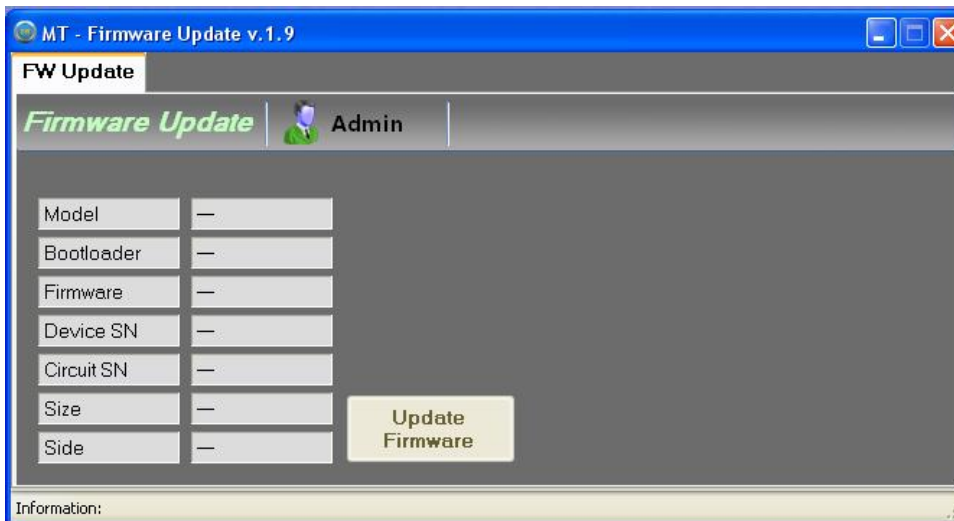 MT - Firmware Update v.1.9
FW Update
Firmware Update Admin
Model —
Bootloader —
Firmware —
Device SN —
Circuit SN —
Size —
Side —
Update
Firmware
Information: